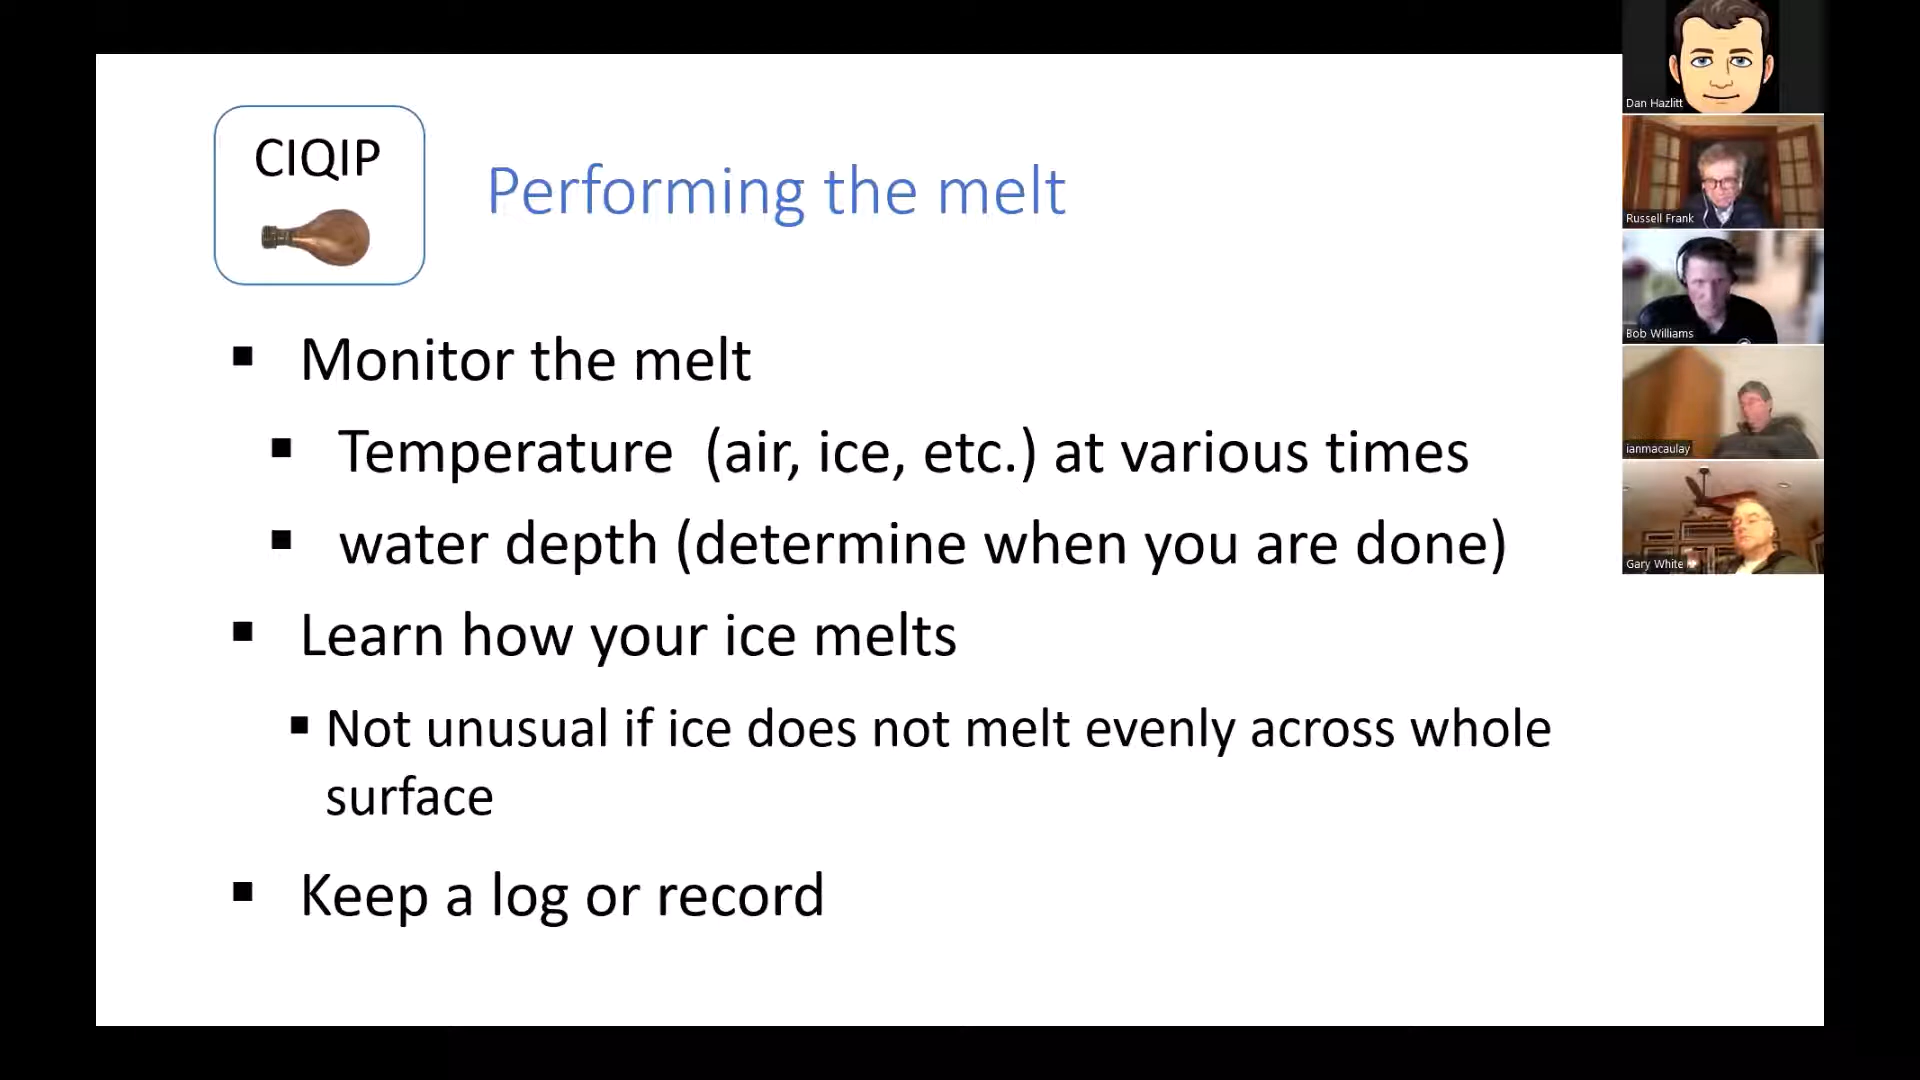 CIQIP
Performing the melt
▪ Monitor the melt
▪ Temperature  (air, ice, etc.) at various times
▪ water depth (determine when you are done)
▪ Learn how your ice melts
▪ Not unusual if ice does not melt evenly across whole
surface
▪ Keep a log or record
Dan Hazlitt
Russell Frank
Bob Williams
ianmacaulay
Gary White